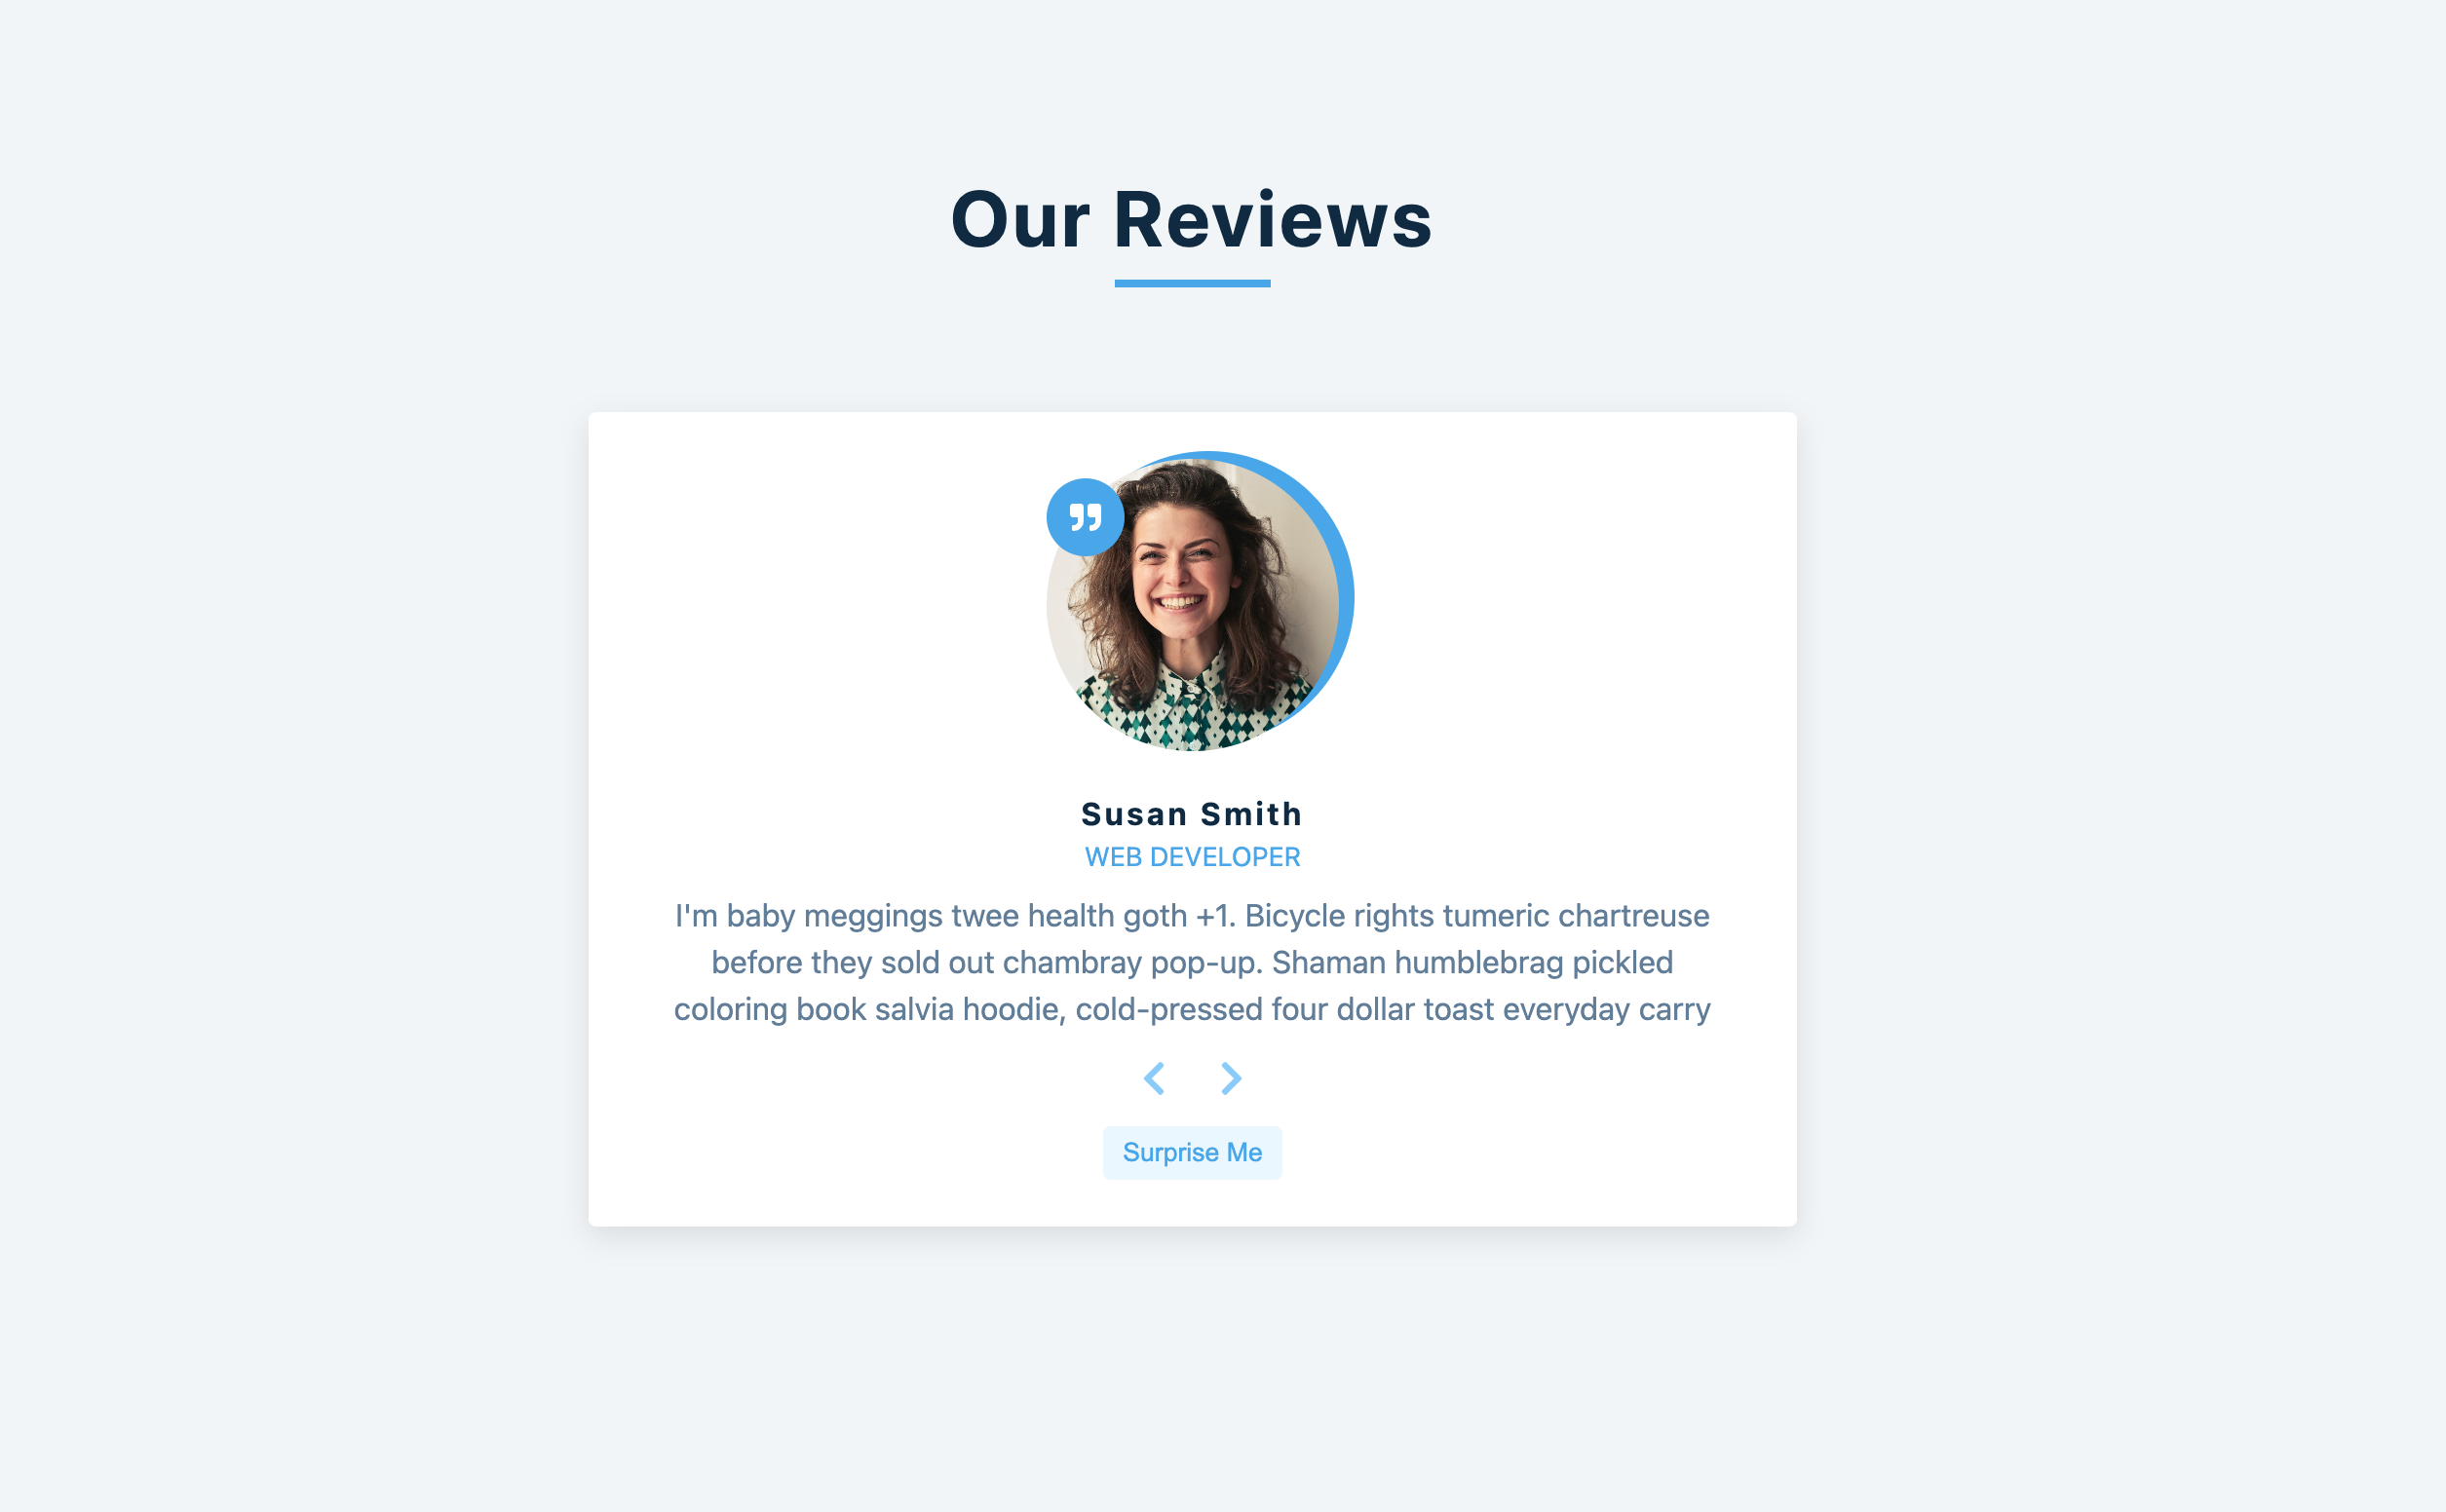 Our Reviews
Susan Smith
WEB DEVELOPER
I'm baby meggings twee health goth +1. Bicycle rights tumeric chartreuse
before they sold out chambray pop-up. Shaman humblebrag pickled
coloring book salvia hoodie, cold-pressed four dollar toast everyday carry
Surprise Me